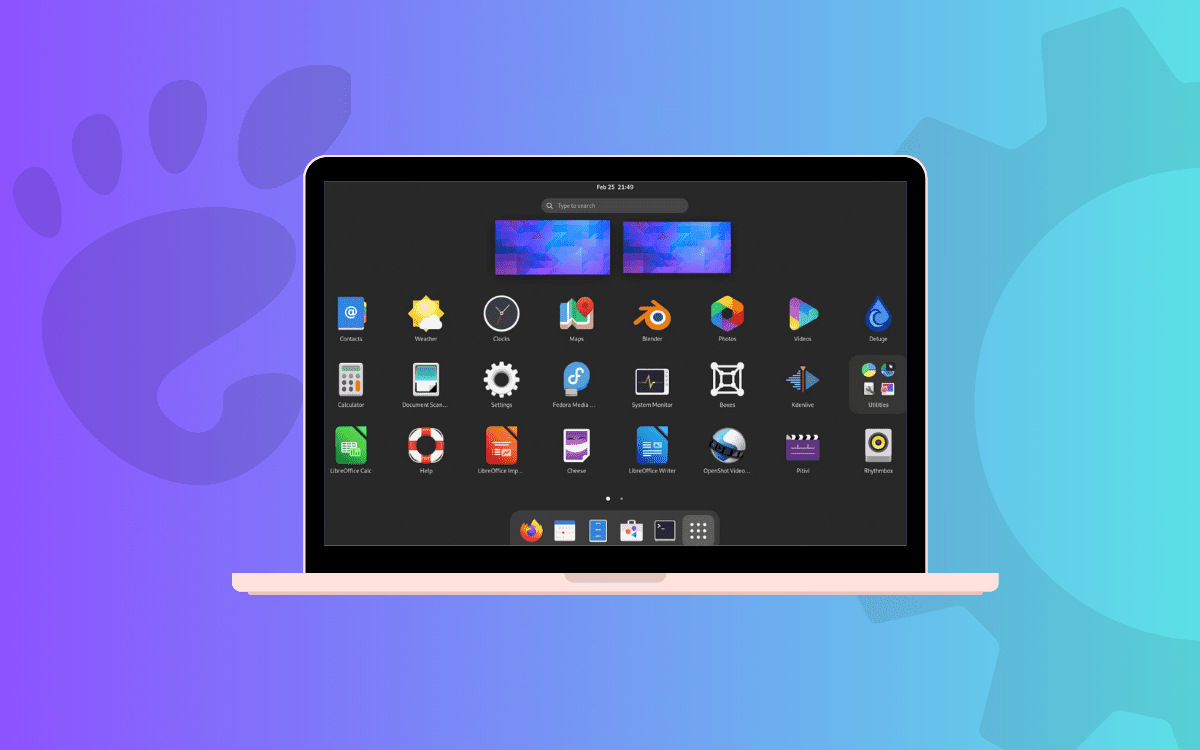 Feb 25 21:49
Type to search
Contacts
Weather
Clocks
Maps
Blender
Photos
Videos
Deluge
Calculator
Document Scan...
Settings
Fedora Media ...
System Monitor
Boxes
Kdenlive
Utilities
LibreOffice Calc
Help
LibreOffice Imp...
Cheese
LibreOffice Writer
OpenShot Video...
Pitivi
Rhythmbox